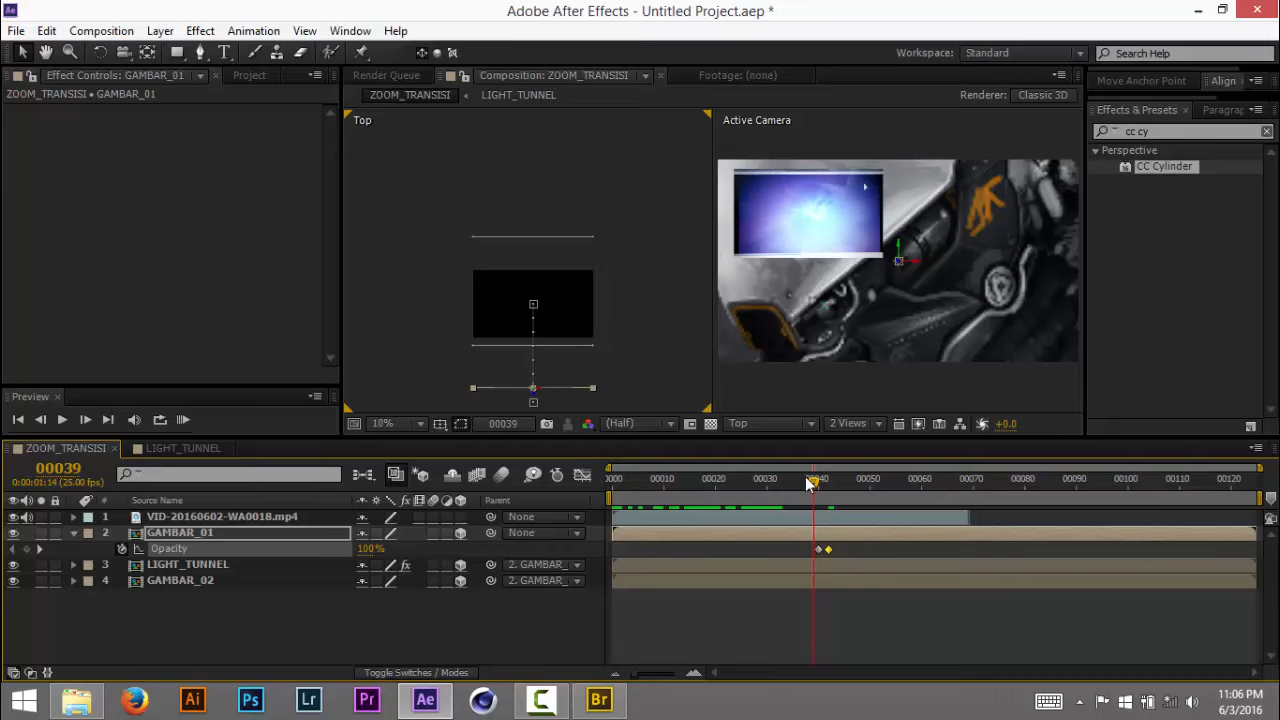 Adobe After Effects - Untitled Project.aep *
File Edit Composition Layer Effect Animation View Window Help
Workspace: Standard Search Help
Effect Controls: GAMBAR_01 Project
Render Queue Composition: ZOOM_TRANSISI Footage: (none)
Move Anchor Point Align
GAMBAR_01
ZOOM_TRANSISI • GAMBAR_01
ZOOM_TRANSISI LIGHT_TUNNEL Renderer: Classic 3D
Effects & Presets Paragraph
cc cy
Perspective
CC Cylinder
Top
Active Camera
Preview
10% 00039 (Half) Top 2 Views +0.0
ZOOM_TRANSISI LIGHT_TUNNEL
00039
0:00:01:14 (25.00 fps)
0000 00010 00020 00030 00040 00050 00060 00070 00080 00090 00100 00110 00120
# Source Name Parent
1 VID-20160602-WA0018.mp4 None
2 GAMBAR_01 None
Opacity 100%
3 LIGHT_TUNNEL 2. GAMBAR_
4 GAMBAR_02 2. GAMBAR_
Toggle Switches / Modes
Ai Ps Lr Pr Ae Br
11:06 PM
6/3/2016